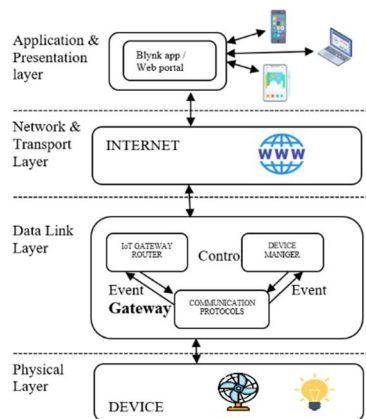 Application &
Presentation
layer
Blynk app /
Web portal
Network &
Transport
Layer
INTERNET
WWW
Data Link
Layer
IoT GATEWAY
ROUTER
Contro
DEVICE
MANIGER
Event
Gateway
COMMUNICATION
PROTOCOLS
Event
Physical
Layer
DEVICE